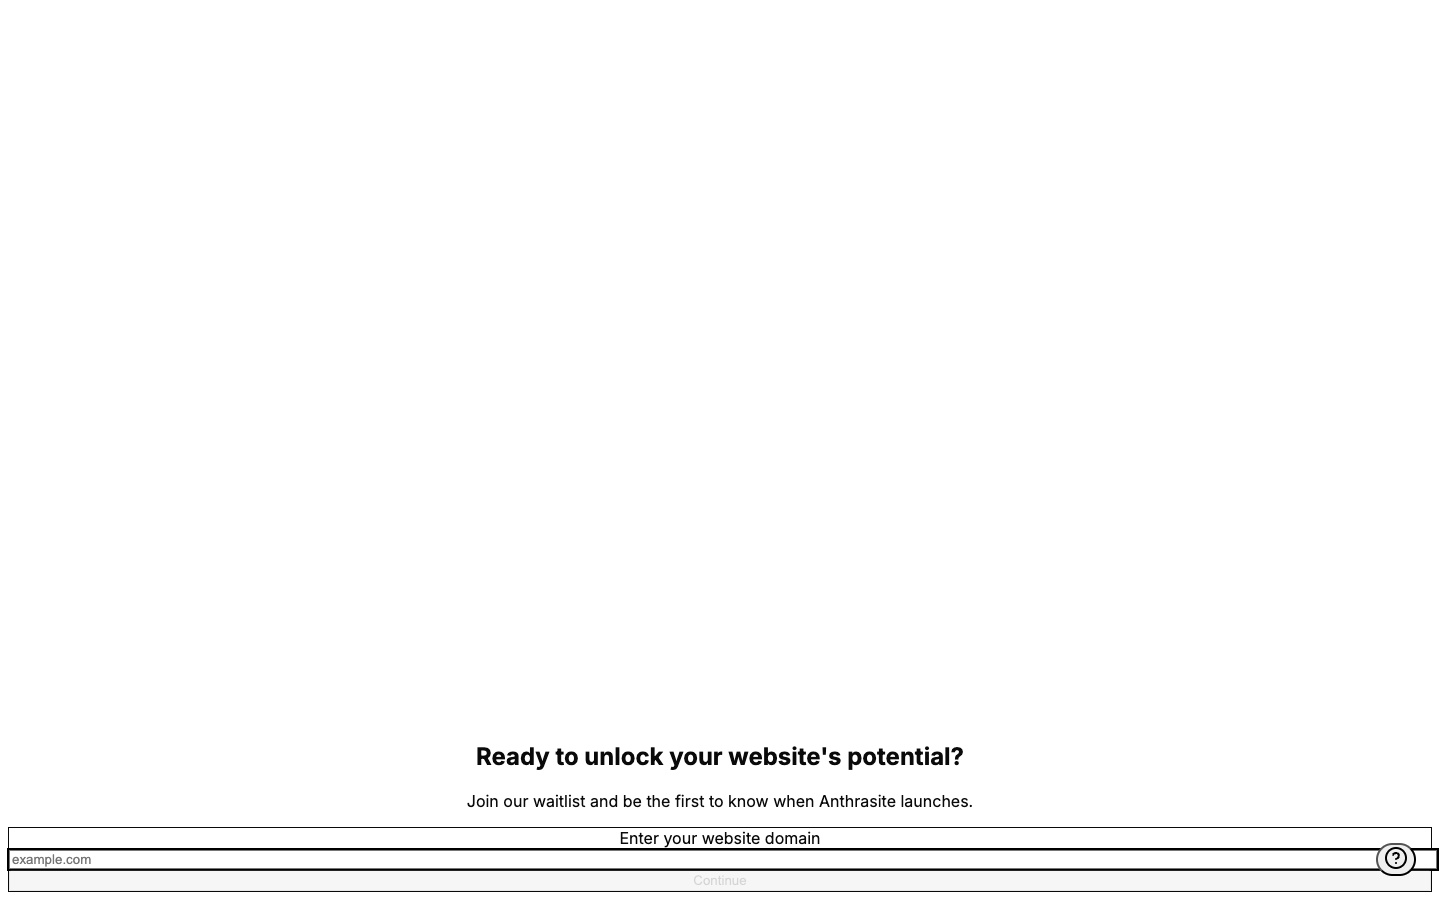 Ready to unlock your website's potential?
Join our waitlist and be the first to know when Anthrasite launches.
Enter your website domain
example.com
Continue